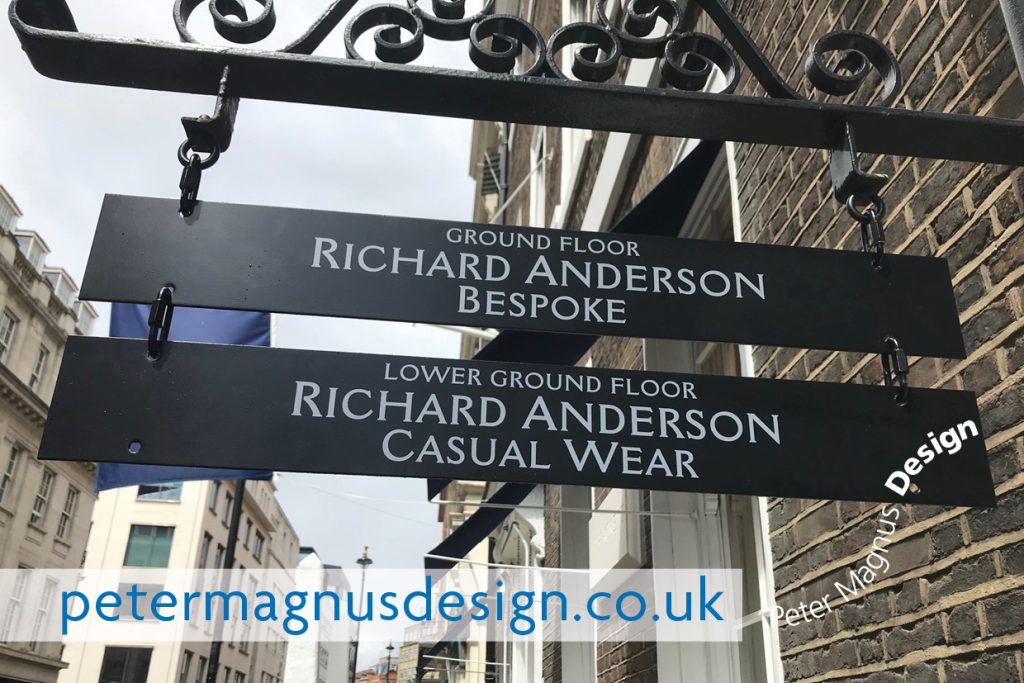 GROUND FLOOR
RICHARD ANDERSON
BESPOKE
LOWER GROUND FLOOR
RICHARD ANDERSON
CASUAL WEAR
Peter Magnus Design
petermagnusdesign.co.uk